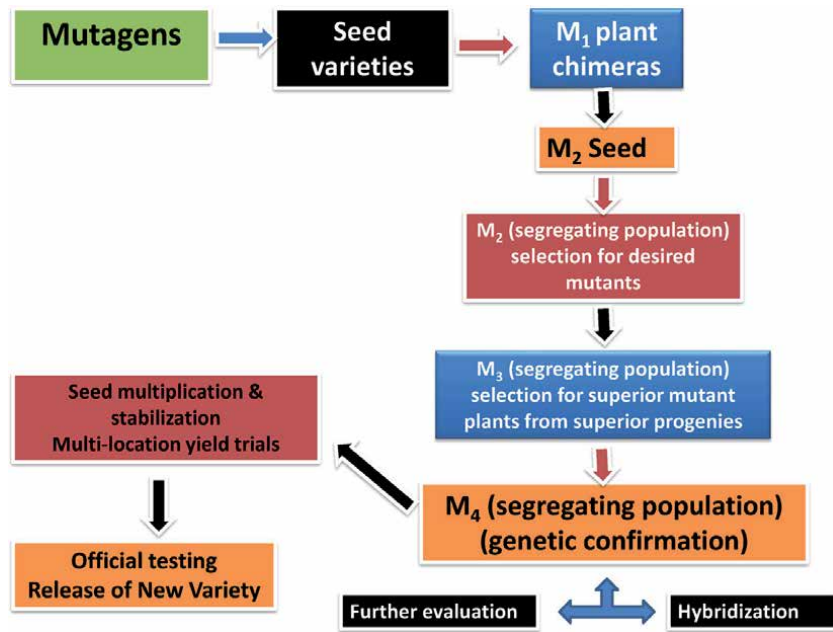 Mutagens
Seed
varieties
M₁ plant
chimeras
M₂ Seed
M₂ (segregating population)
selection for desired
mutants
M₃ (segregating population)
selection for superior mutant
plants from superior progenies
M₄ (segregating population)
(genetic confirmation)
Further evaluation
Hybridization
Seed multiplication &
stabilization
Multi-location yield trials
Official testing
Release of New Variety